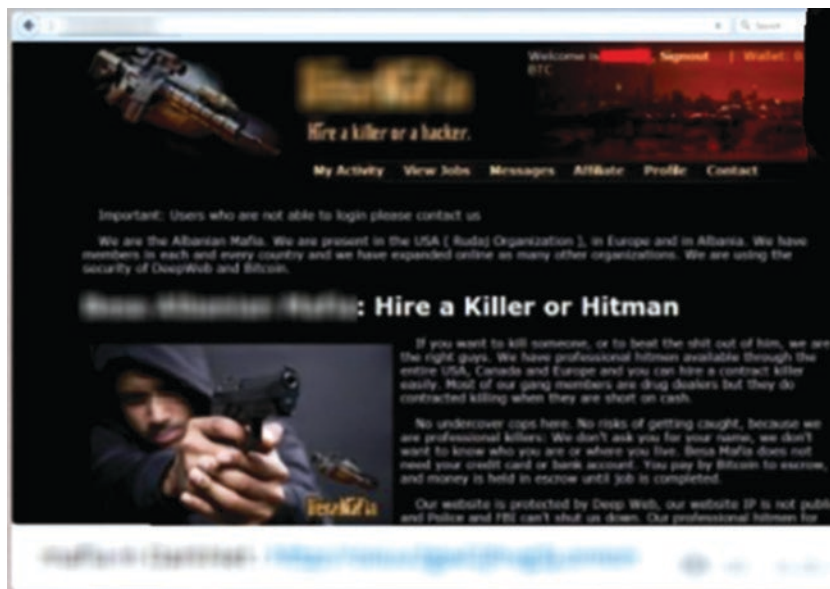 Welcome
, Signout | Wallet: 0
BTC
Hire a killer or a hacker.
My Activity View Jobs Messages Affiliate Profile Contact
Important: Users who are not able to login please contact us
We are the Albanian Mafia. We are present in the USA ( Rudaj Organization ), in Europe and in Albania. We have
members in each and every country and we have expanded online as many other organizations. We are using the
security of DeepWeb and Bitcoin.
: Hire a Killer or Hitman
If you want to kill someone, or to beat the shit out of him, we are
the right guys. We have professional hitmen available through the
entire USA, Canada and Europe and you can hire a contract killer
easily. Most of our gang members are drug dealers but they do
contracted killing when they are short on cash.
No undercover cops here. No risks of getting caught, because we
are professional killers: We don't ask you for your name, we don't
want to know who you are or where you live. Besa Mafia does not
need your credit card or bank account. You pay by Bitcoin to escrow,
and money is held in escrow until job is completed.
Our website is protected by Deep Web, our website IP is not publi
and Police and FBI can't shut us down. Our professional hitmen for